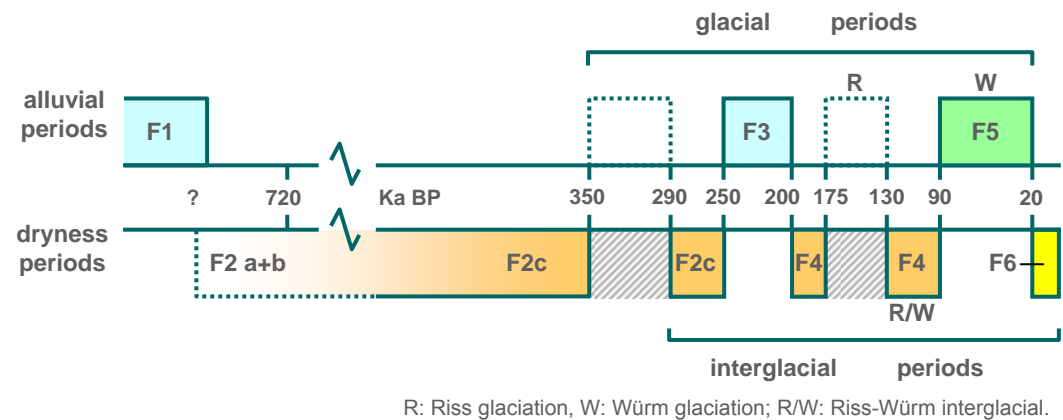 glacial periods
R W
alluvial
periods
F1 F3 F5
? 720 Ka BP 350 290 250 200 175 130 90 20
dryness
periods
F2 a+b F2c F2c F4 F4 F6
R/W
interglacial periods
R: Riss glaciation, W: Würm glaciation; R/W: Riss-Würm interglacial.